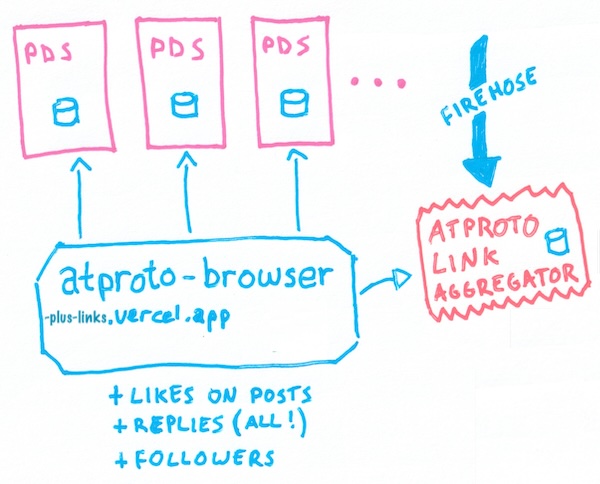 PDS
PDS
PDS
FIREHOSE
ATPROTO
LINK
AGGREGATOR
atproto-browser
-plus-links.vercel.app
+ LIKES ON POSTS
+ REPLIES (ALL!)
+ FOLLOWERS